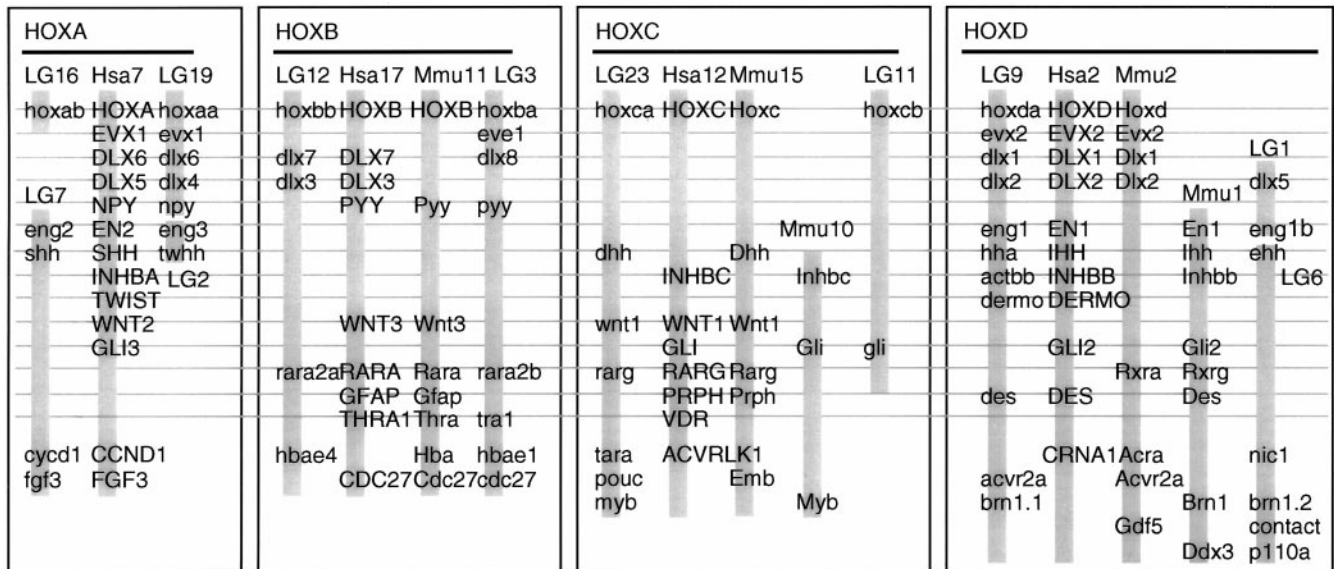 HOXA HOXB HOXC HOXD
LG16 Hsa7 LG19 LG12 Hsa17 Mmu11 LG3 LG23 Hsa12 Mmu15 LG11 LG9 Hsa2 Mmu2
hoxab HOXA hoxaa hoxbb HOXB HOXB hoxba hoxca HOXC Hoxc hoxcb hoxda HOXD Hoxd
EVX1 evx1 eve1 evx2 EVX2 Evx2
LG1
DLX6 dlx6 dlx7 DLX7 dlx8 dlx1 DLX1 Dlx1
DLX5 dlx4 dlx3 DLX3 dlx2 DLX2 Dlx2 dlx5
LG7 Mmu1
NPY npy PYY Pyy pyy
eng2 EN2 eng3 Mmu10 eng1 EN1 En1 eng1b
shh SHH twhh dhh Dhh hha IHH Ihh ehh
INHBA LG2 INHBC Inhbc actbb INHBB Inhbb LG6
TWIST dermo DERMO
WNT2 WNT3 Wnt3 wnt1 WNT1 Wnt1
GLI3 GLI Gli gli GLI2 Gli2
rara2a RARA Rara rara2b rarg RARG Rarg Rxra Rxrg
GFAP Gfap PRPH Prph des DES Des
THRA1 Thra tra1 VDR
cycd1 CCND1 hbae4 Hba hbae1 tara ACVRLK1 CRNA1 Acra nic1
fgf3 FGF3 CDC27 Cdc27 cdc27 pouc Emb acvr2a Acvr2a
myb Myb brn1.1 Brn1 brn1.2
Gdf5 contact
Ddx3 p110a